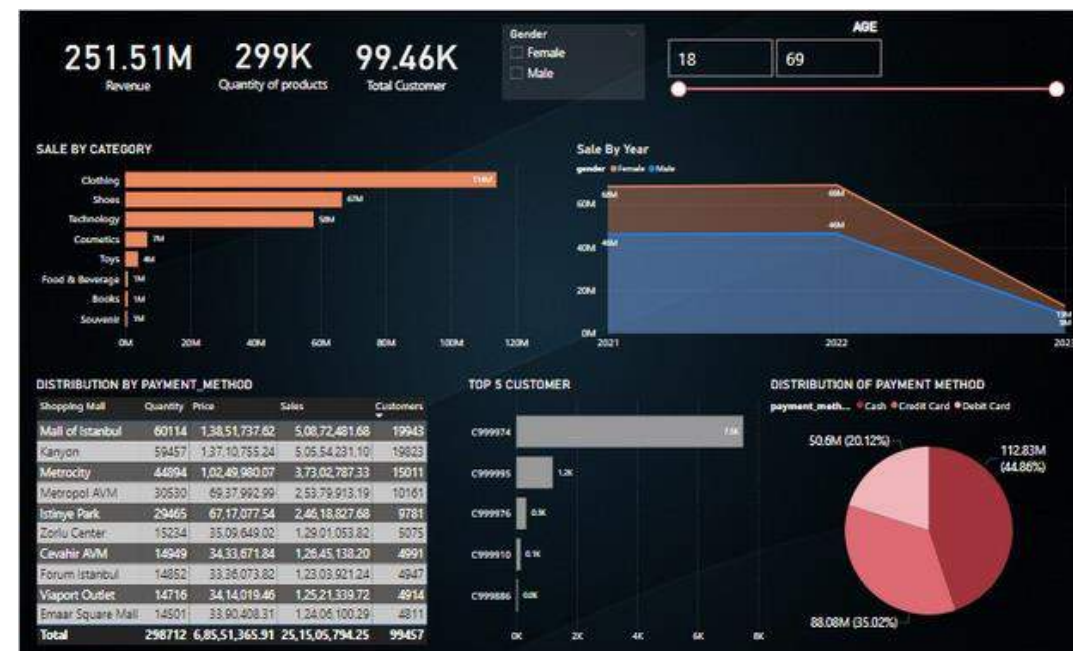 251.51M
Revenue
299K
Quantity of products
99.46K
Total Customer
Gender
Female
Male
AGE
18
69
SALE BY CATEGORY
Clothing
114M
Shoes
67M
Technology
58M
Cosmetics
7M
Toys
4M
Food & Beverage
1M
Books
1M
Souvenir
1M
0M 20M 40M 60M 80M 100M 120M
Sale By Year
gender Female Male
60M
40M
20M
0M
46M
69M
46M
2021 2022
DISTRIBUTION BY PAYMENT_METHOD
Shopping Mall Quantity Price Sales Customers
Mall of Istanbul 60114 1,38,51,737.62 5,08,72,481.68 19943
Kanyon 59457 1,37,10,755.24 5,05,54,231.10 19823
Metrocity 44894 1,02,49,980.07 3,73,02,787.33 15011
Metropol AVM 30530 69,37,992.99 2,53,79,913.19 10161
Istinye Park 29465 67,17,077.54 2,46,18,827.68 9781
Zorlu Center 15234 35,09,649.02 1,29,01,053.82 5075
Cevahir AVM 14949 34,33,671.84 1,26,45,138.20 4991
Forum Istanbul 14852 33,36,073.82 1,23,03,921.24 4947
Viaport Outlet 14716 34,14,019.46 1,25,21,339.72 4914
Emaar Square Mall 14501 33,90,408.31 1,24,06,100.29 4811
Total 298712 6,85,51,365.91 25,15,05,794.25 99457
TOP 5 CUSTOMER
C999974
7.5K
C999995
1.2K
C999976
0.3K
C999910
0.1K
C999886
0.0K
0K 2K 4K 6K 8K
DISTRIBUTION OF PAYMENT METHOD
payment_meth... Cash Credit Card Debit Card
50.6M (20.12%)
112.83M
(44.86%)
88.08M (35.02%)